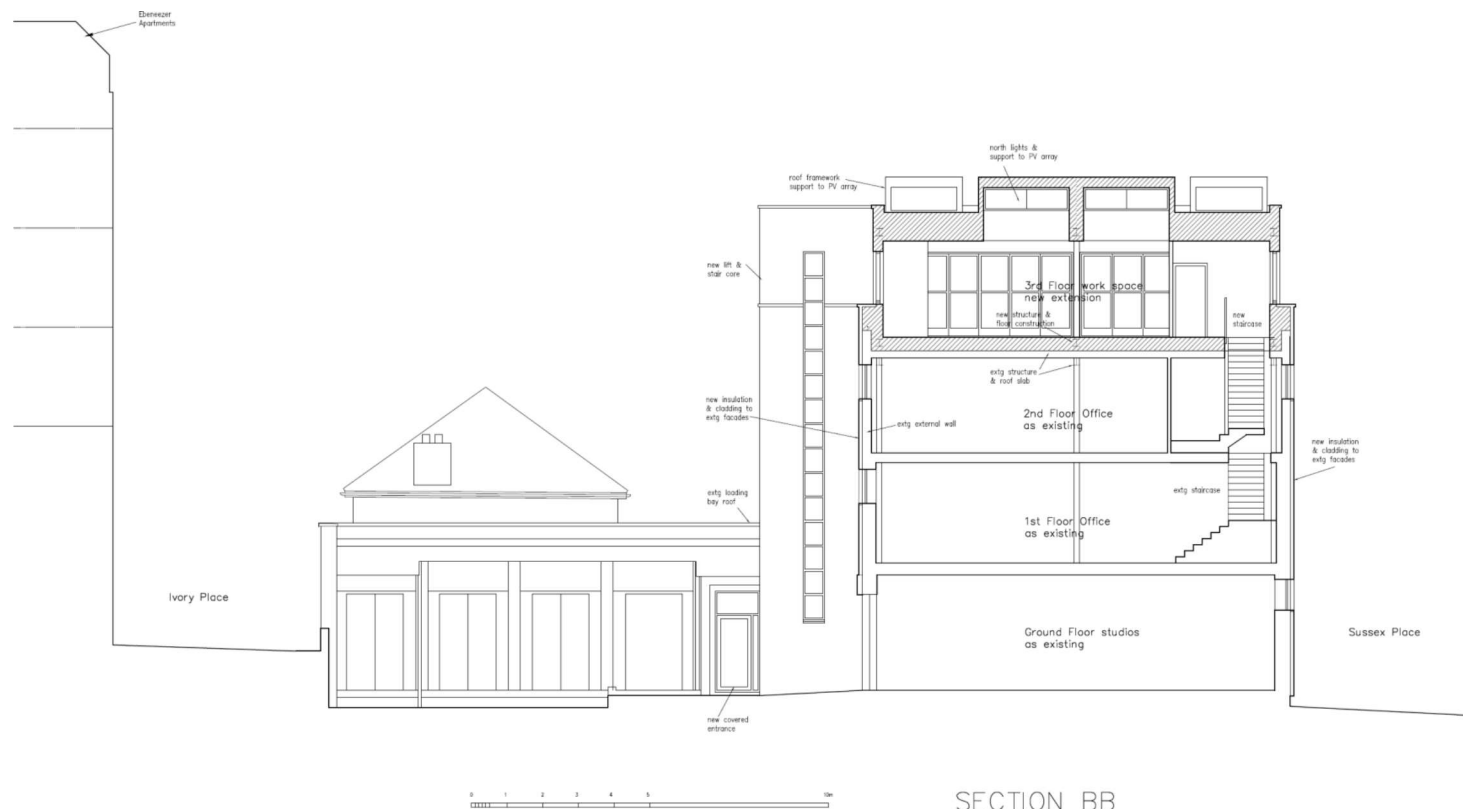 Ebereezer
Apartments
north lights &
support to PV array
roof framework
support to PV array
new lift &
stair core
3rd Floor work space
new extension
new structure &
floor construction
new
staircase
extg structure
& roof slab
new insulation
& cladding to
extg facades
extg external wall
2nd Floor Office
as existing
new insulation
& cladding to
extg facades
extg loading
bay roof
extg staircase
1st Floor Office
as existing
Ivory Place
Ground Floor studios
as existing
Sussex Place
new covered
entrance
0 1 2 3 4 5 10m
SECTION BB